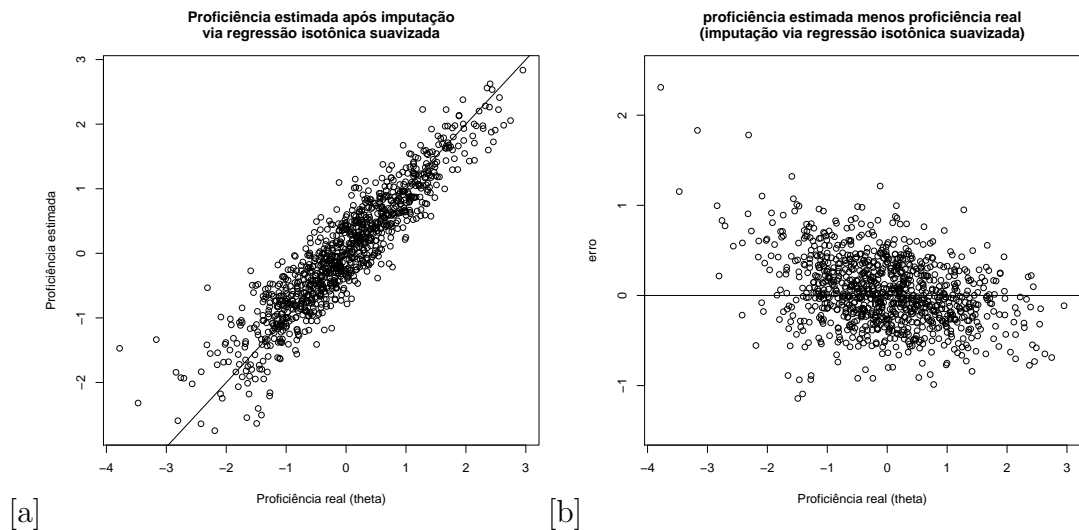 Proficiência estimada após imputação
via regressão isotônica suavizada
3
2
1
0
−1
−2
Proficiência estimada
−4
−3
−2
−1
0
1
2
3
Proficiência real (theta)
[a]
proficiência estimada menos proficiência real
(imputação via regressão isotônica suavizada)
2
1
0
−1
erro
−4
−3
−2
−1
0
1
2
3
Proficiência real (theta)
[b]